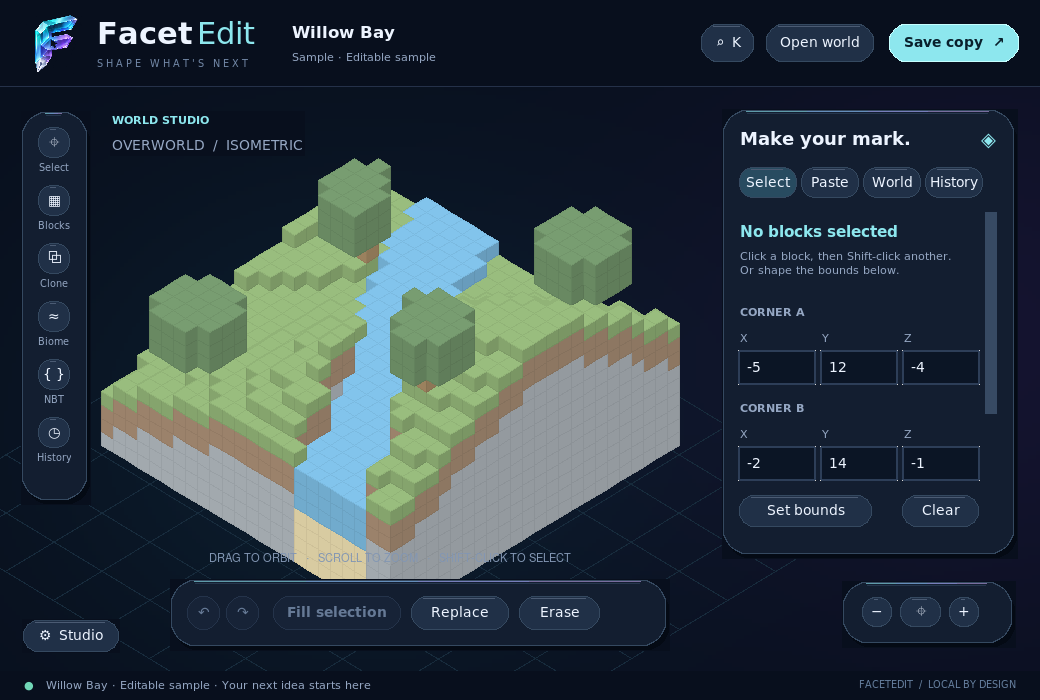 FacetEdit
SHAPE WHAT'S NEXT
Willow Bay
Sample · Editable sample
⌕ K
Open world
Save copy ↗
WORLD STUDIO
OVERWORLD / ISOMETRIC
Select
Blocks
Clone
Biome
{ }
NBT
History
Make your mark.
Select
Paste
World
History
No blocks selected
Click a block, then Shift-click another.
Or shape the bounds below.
CORNER A
X Y Z
-5 12 -4
CORNER B
X Y Z
-2 14 -1
Set bounds
Clear
DRAG TO ORBIT · SCROLL TO TO SELECT
Fill selection
Replace
Erase
− +
Studio
Willow Bay · Editable sample · Your next idea starts here
FACETEDIT / LOCAL BY DESIGN